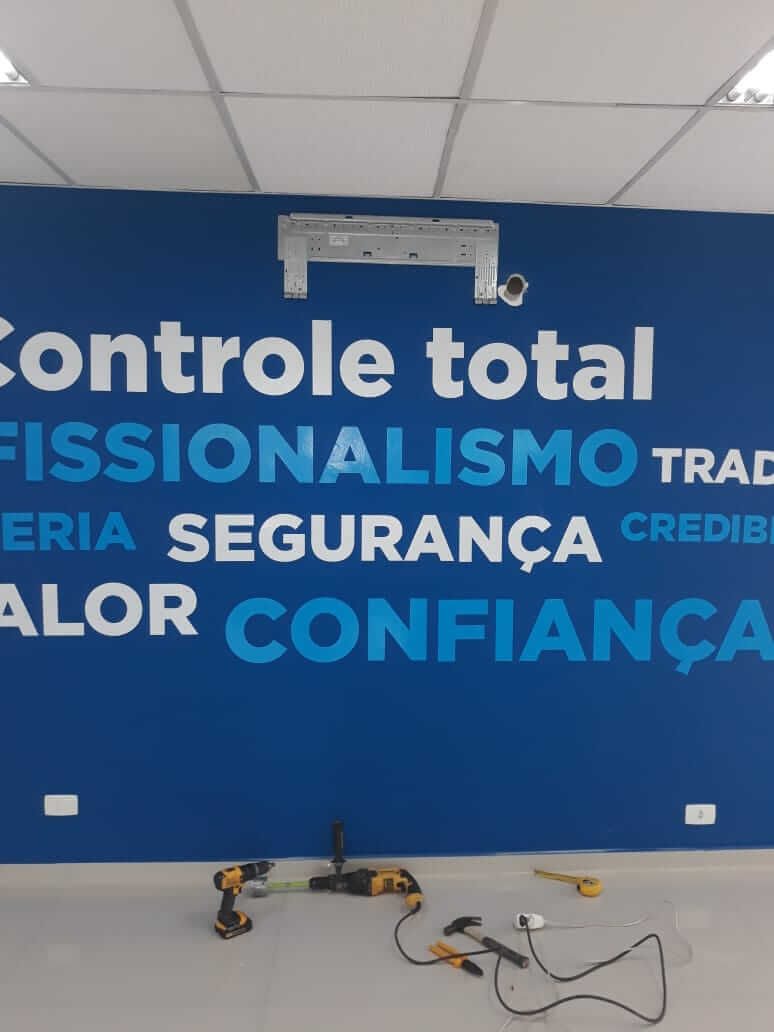 Controle total
FISSIONALISMO TRAD
ERIA SEGURANÇA CREDIBI
ALOR CONFIANÇA